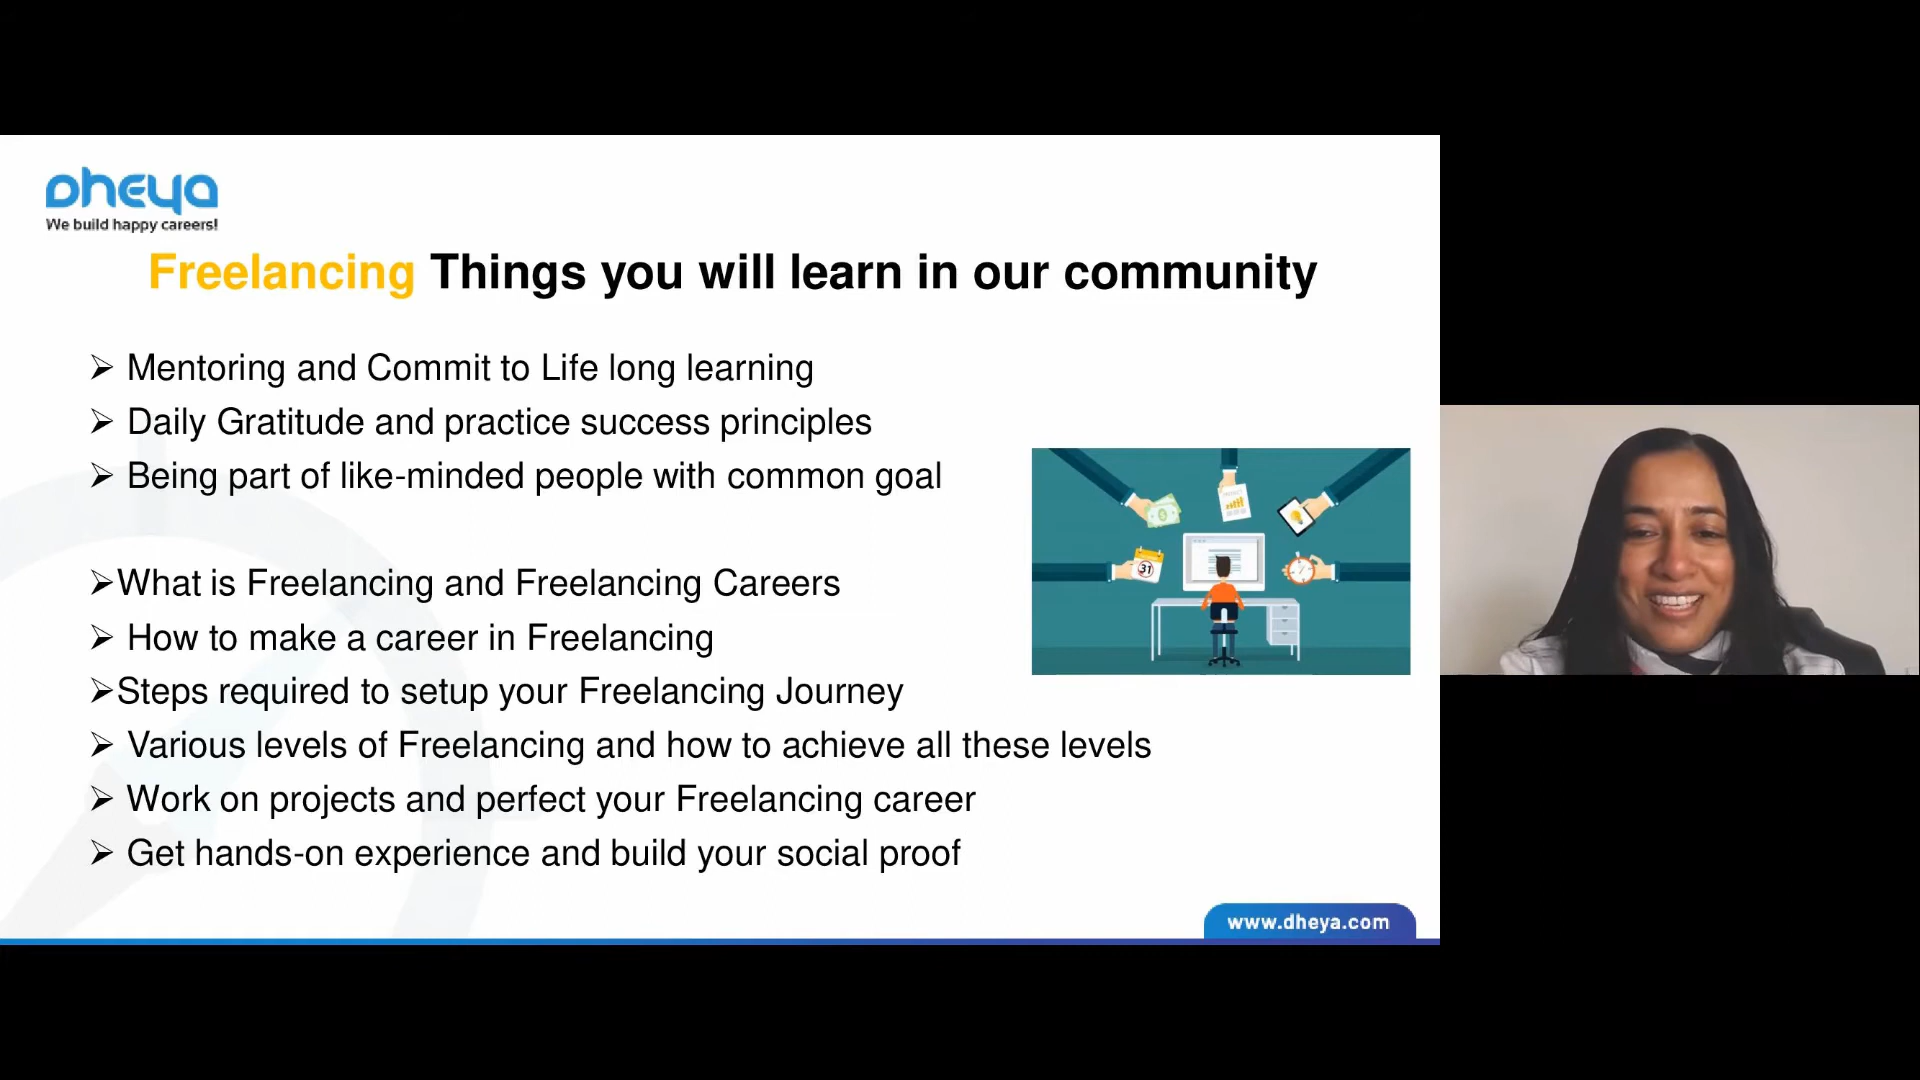 Dheya
We build happy careers!
Freelancing Things you will learn in our community
➢ Mentoring and Commit to Life long learning
➢ Daily Gratitude and practice success principles
➢ Being part of like-minded people with common goal
➢What is Freelancing and Freelancing Careers
➢ How to make a career in Freelancing
➢Steps required to setup your Freelancing Journey
➢ Various levels of Freelancing and how to achieve all these levels
➢ Work on projects and perfect your Freelancing career
➢ Get hands-on experience and build your social proof
31
www.dheya.com